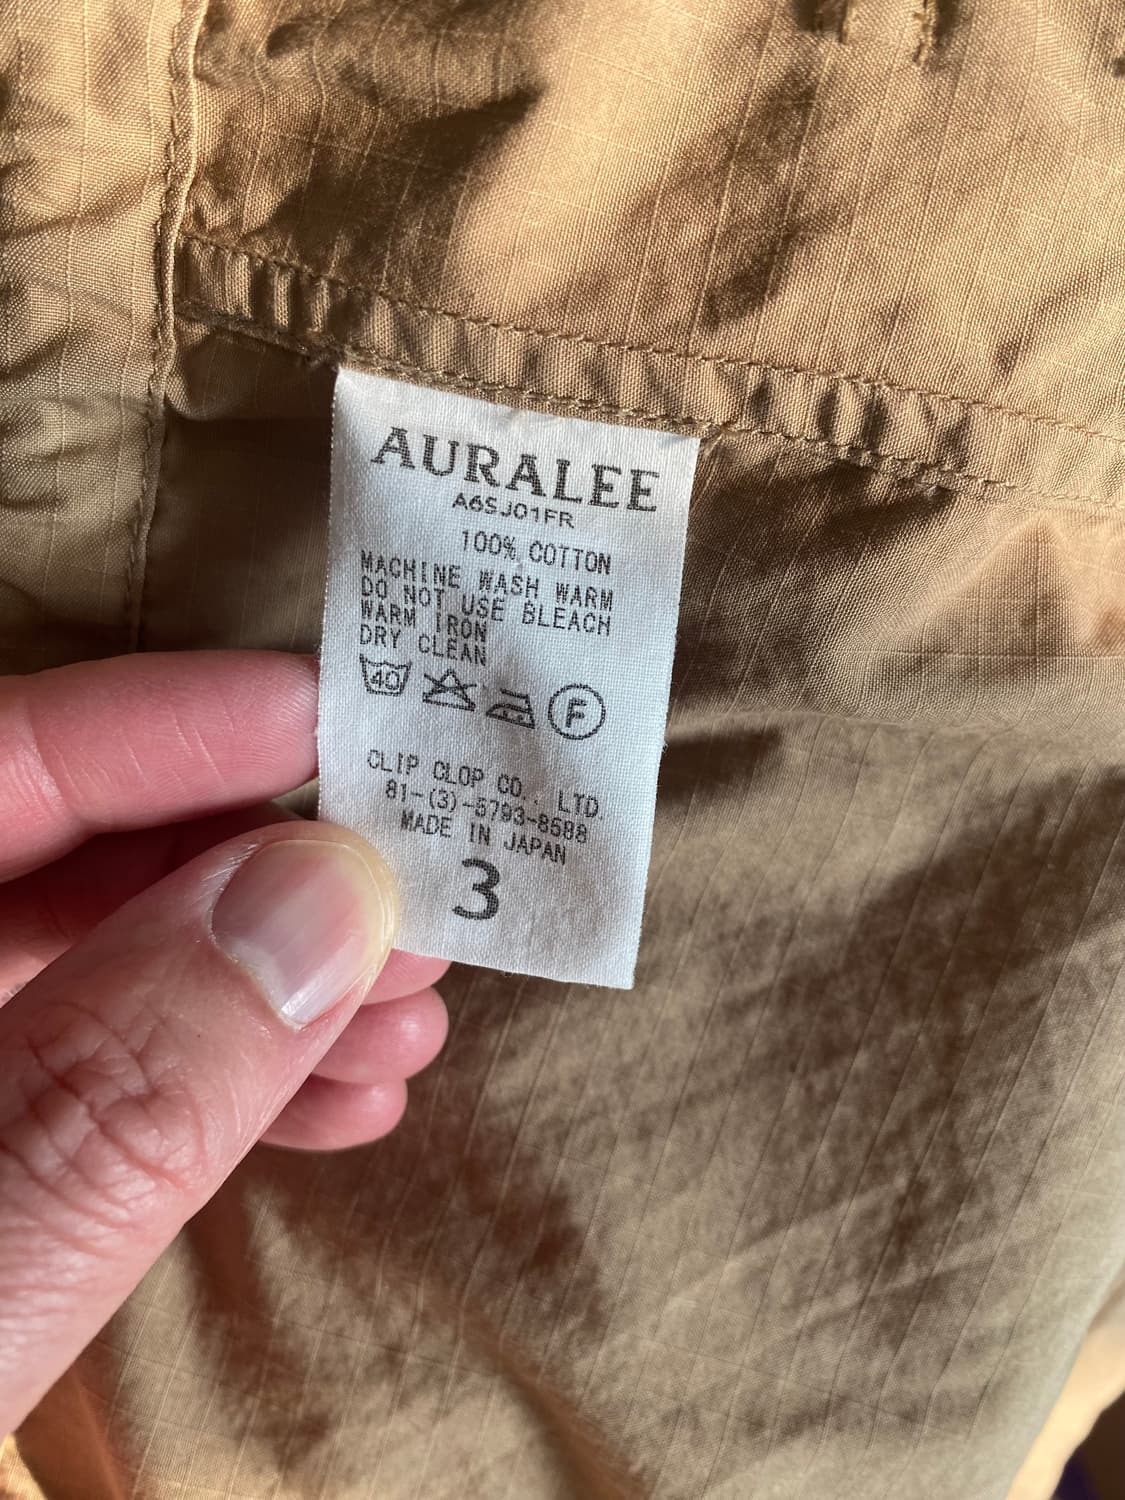 AURALEE
A6SJ01FR
100% COTTON
MACHINE WASH WARM
DO NOT USE BLEACH
WARM IRON
DRY CLEAN
40 F
CLIP CLOP CO., LTD.
81-(3)-5793-8588
MADE IN JAPAN
3